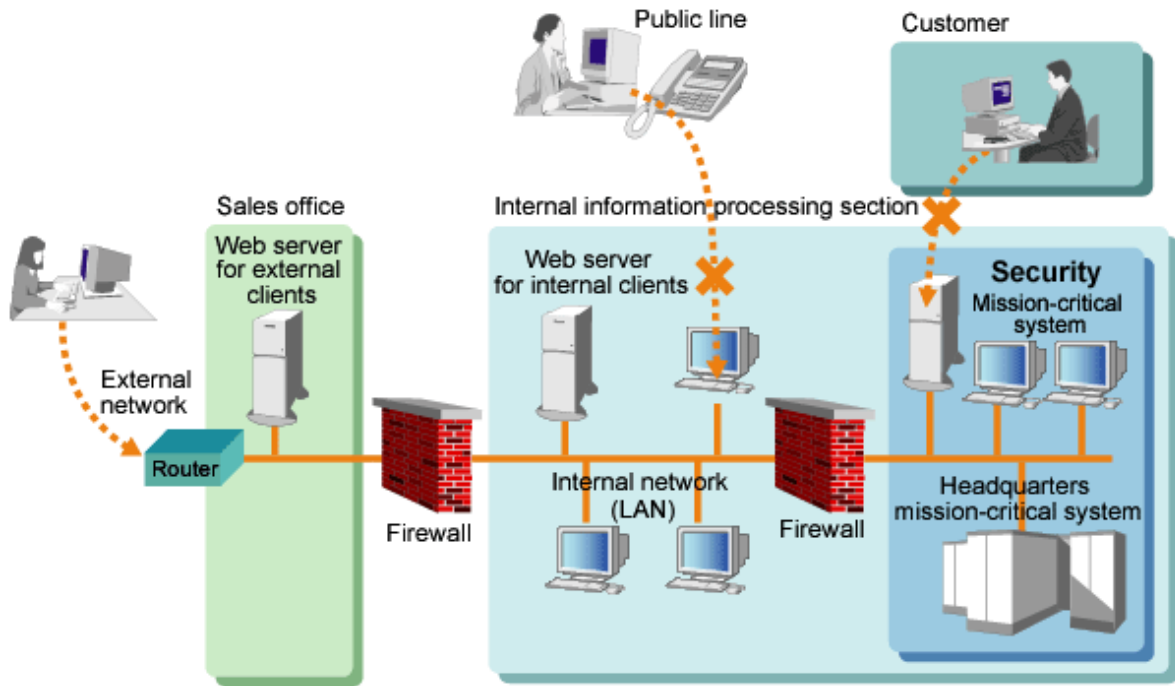 Public line
Customer
Sales office
Internal information processing section
Web server
for external
clients
Web server
for internal clients
Security
Mission-critical
system
External
network
Router
Firewall
Internal network
(LAN)
Firewall
Headquarters
mission-critical system